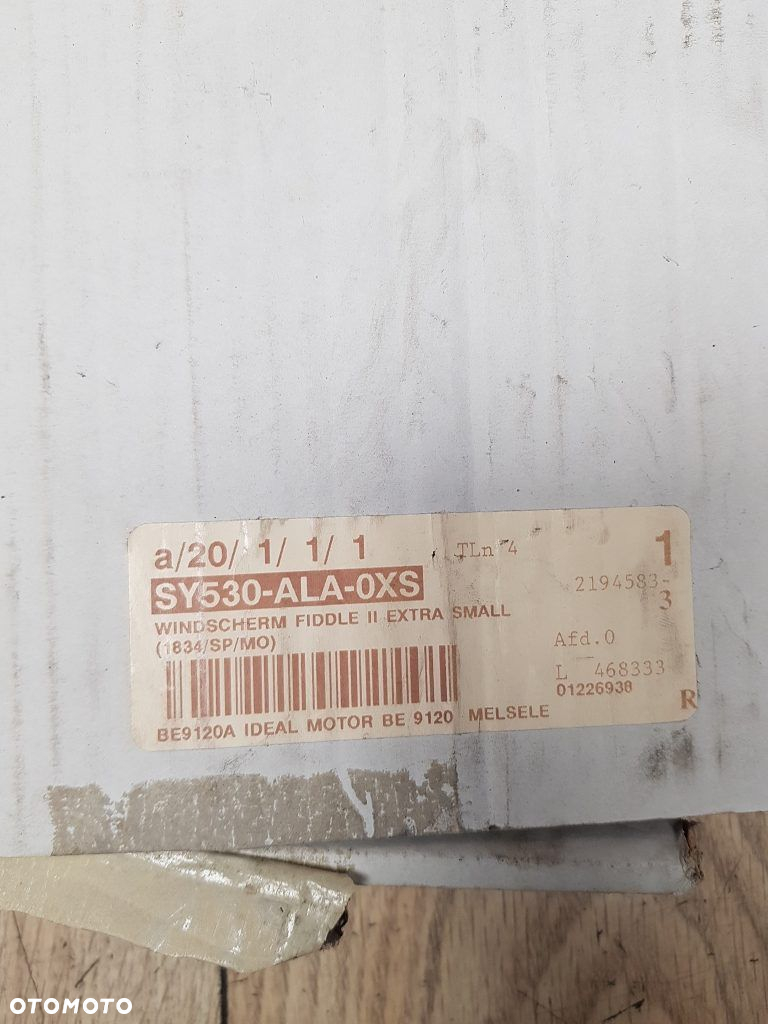 a/20/ 1/ 1/ 1
TLn 4
1
SY530-ALA-0XS
2194583-
3
WINDSCHERM FIDDLE II EXTRA SMALL
(1834/SP/MO)
Afd.0
L 468333
01226938
R
BE9120A IDEAL MOTOR BE 9120 MELSELE
OTOMOTO